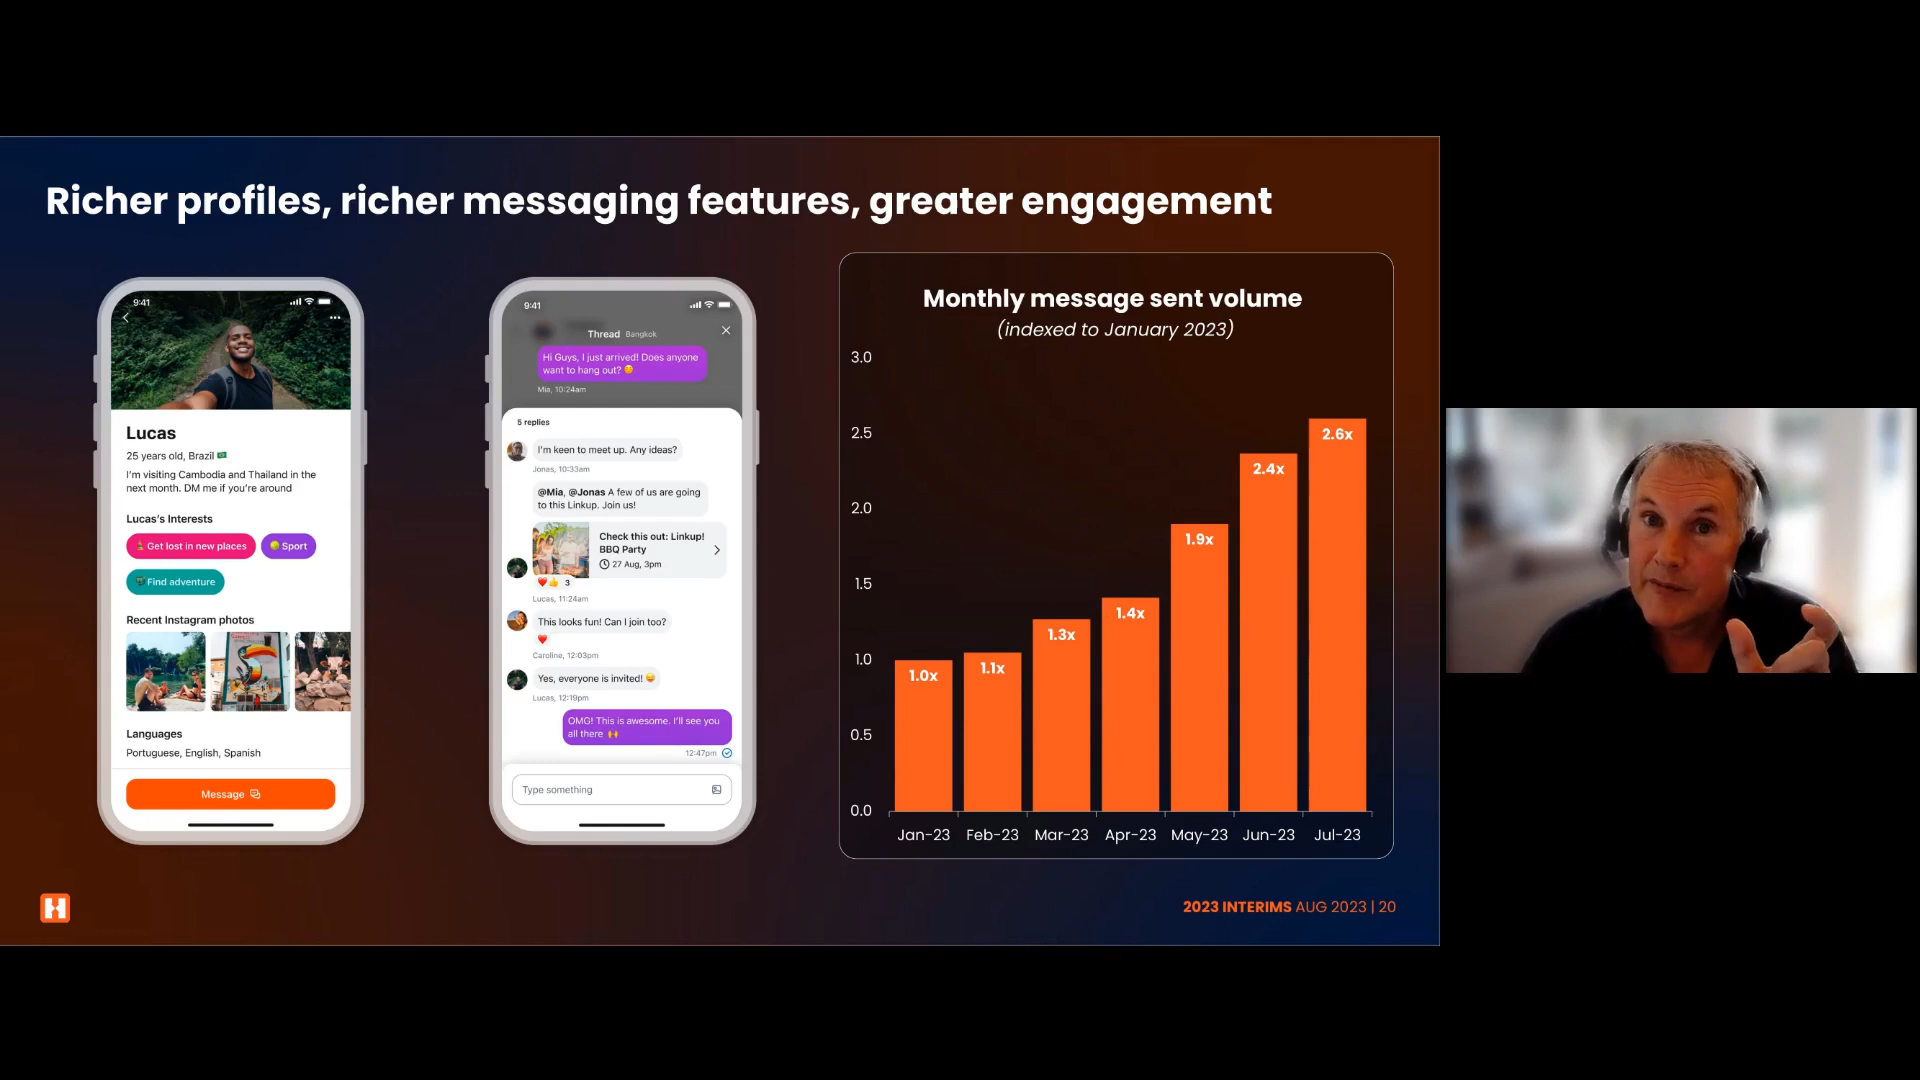 Richer profiles, richer messaging features, greater engagement
9:41
Lucas
25 years old, Brazil
I'm visiting Cambodia and Thailand in the
next month. DM me if you're around
Lucas's Interests
Get lost in new places
Sport
Find adventure
Recent Instagram photos
Languages
Portuguese, English, Spanish
Message
9:41
Thread Bangkok
Hi Guys, I just arrived! Does anyone
want to hang out?
Mia, 10:24am
5 replies
I'm keen to meet up. Any ideas?
Jonas, 10:33am
@Mia, @Jonas A few of us are going
to this Linkup. Join us!
Check this out: Linkup!
BBQ Party
27 Aug, 3pm
3
Lucas, 11:24am
This looks fun! Can I join too?
Caroline, 12:03pm
Yes, everyone is invited!
Lucas, 12:19pm
OMG! This is awesome. I'll see you
all there
12:47pm
Type something
Monthly message sent volume
(indexed to January 2023)
3.0
2.5
2.0
1.5
1.0
0.5
0.0
1.0x
1.1x
1.3x
1.4x
1.9x
2.4x
2.6x
Jan-23 Feb-23 Mar-23 Apr-23 May-23 Jun-23 Jul-23
H
2023 INTERIMS AUG 2023 | 20